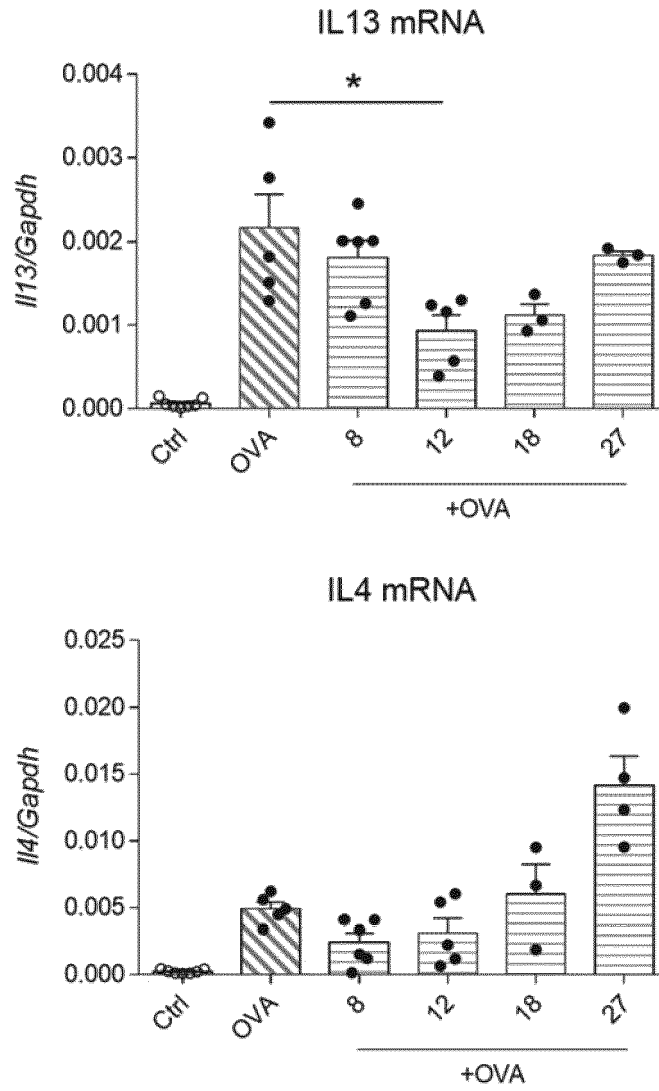 IL13 mRNA
0.004
*
0.003
0.002
0.001
0.000
Il13/Gapdh
Ctrl
OVA
8
12
18
27
+OVA
IL4 mRNA
0.025
0.020
0.015
0.010
0.005
0.000
Il4/Gapdh
Ctrl
OVA
8
12
18
27
+OVA